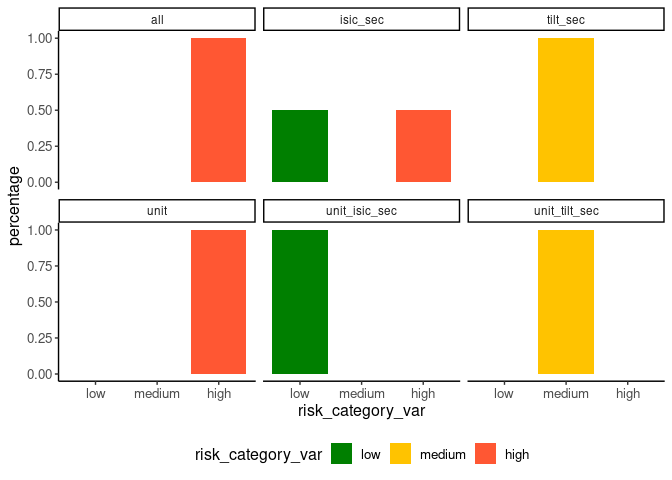 all isic_sec tilt_sec
1.00
0.75
0.50
0.25
0.00
percentage
unit unit_isic_sec unit_tilt_sec
1.00
0.75
0.50
0.25
0.00
low medium high low medium high low medium high
risk_category_var
risk_category_var low medium high